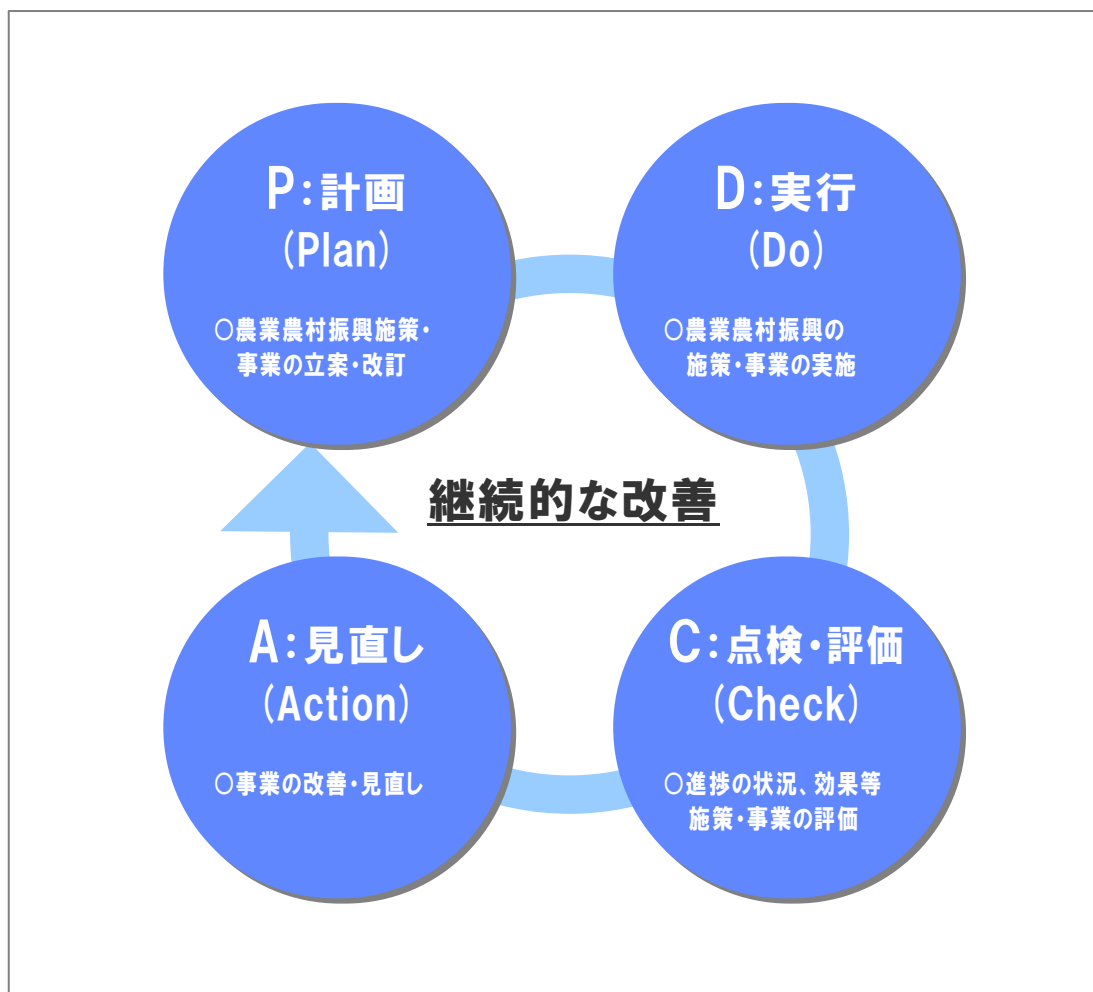 P:計画
(Plan)
○農業農村振興施策・
事業の立案・改訂
D:実行
(Do)
○農業農村振興の
施策・事業の実施
継続的な改善
A:見直し
(Action)
○事業の改善・見直し
C:点検・評価
(Check)
○進捗の状況、効果等
施策・事業の評価